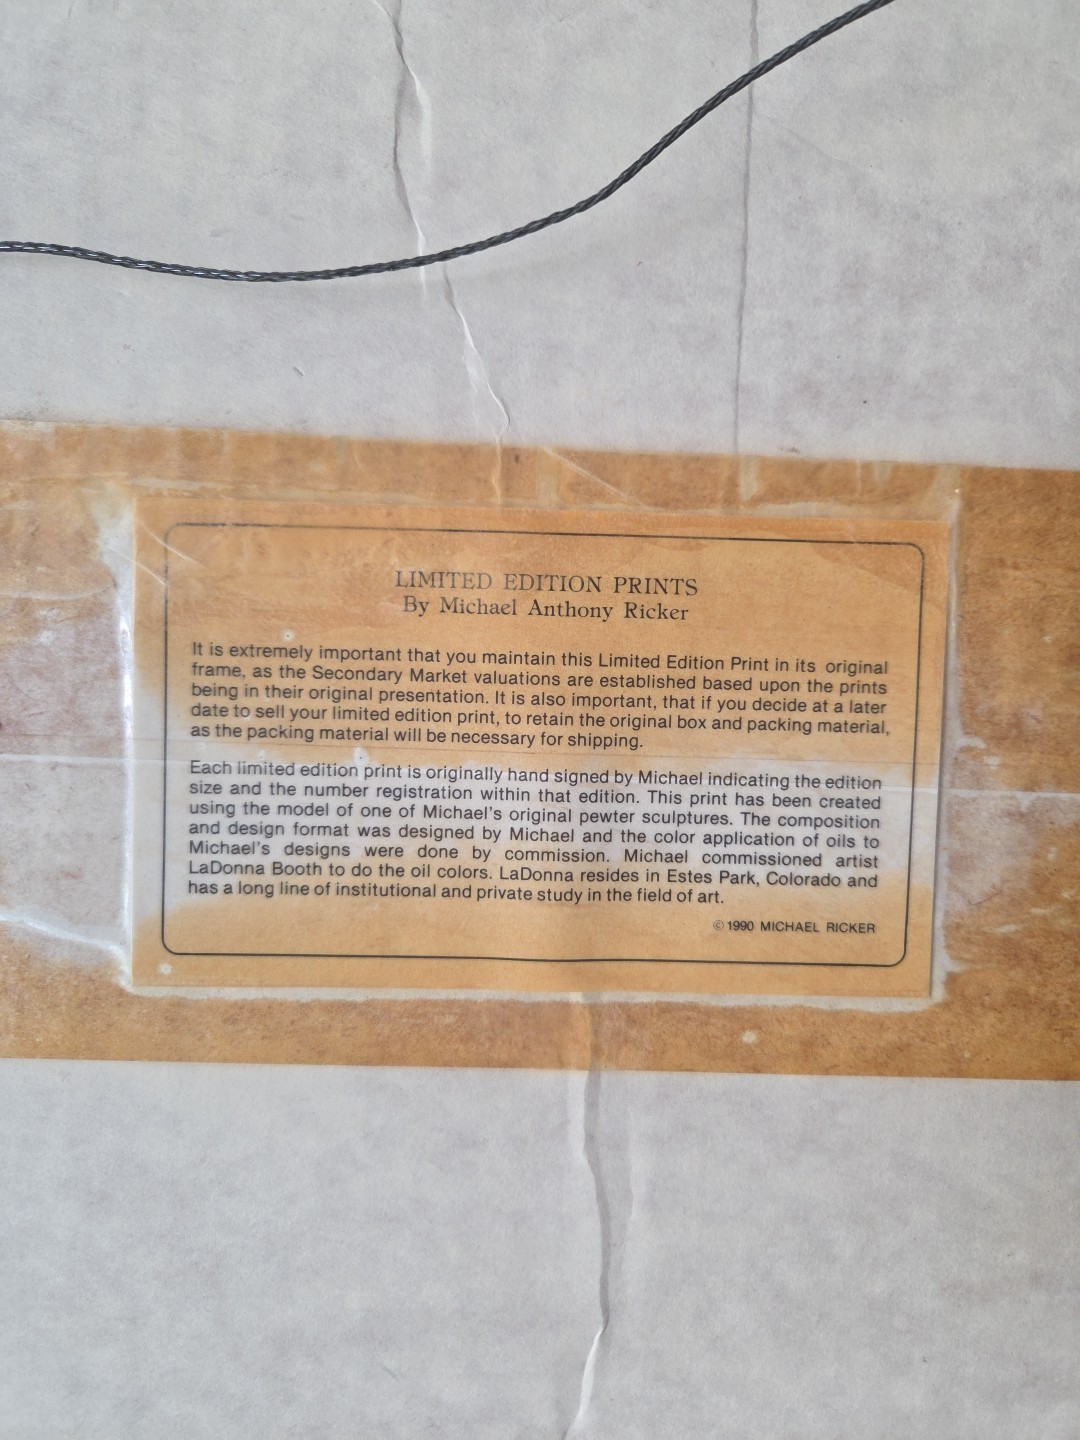 LIMITED EDITION PRINTS
By Michael Anthony Ricker
It is extremely important that you maintain this Limited Edition Print in its original
frame, as the Secondary Market valuations are established based upon the prints
being in their original presentation. It is also important, that if you decide at a later
date to sell your limited edition print, to retain the original box and packing material,
as the packing material will be necessary for shipping.
Each limited edition print is originally hand signed by Michael indicating the edition
size and the number registration within that edition. This print has been created
using the model of one of Michael's original pewter sculptures. The composition
and design format was designed by Michael and the color application of oils to
Michael's designs were done by commission. Michael commissioned artist
LaDonna Booth to do the oil colors. LaDonna resides in Estes Park, Colorado and
has a long line of institutional and private study in the field of art.
© 1990 MICHAEL RICKER